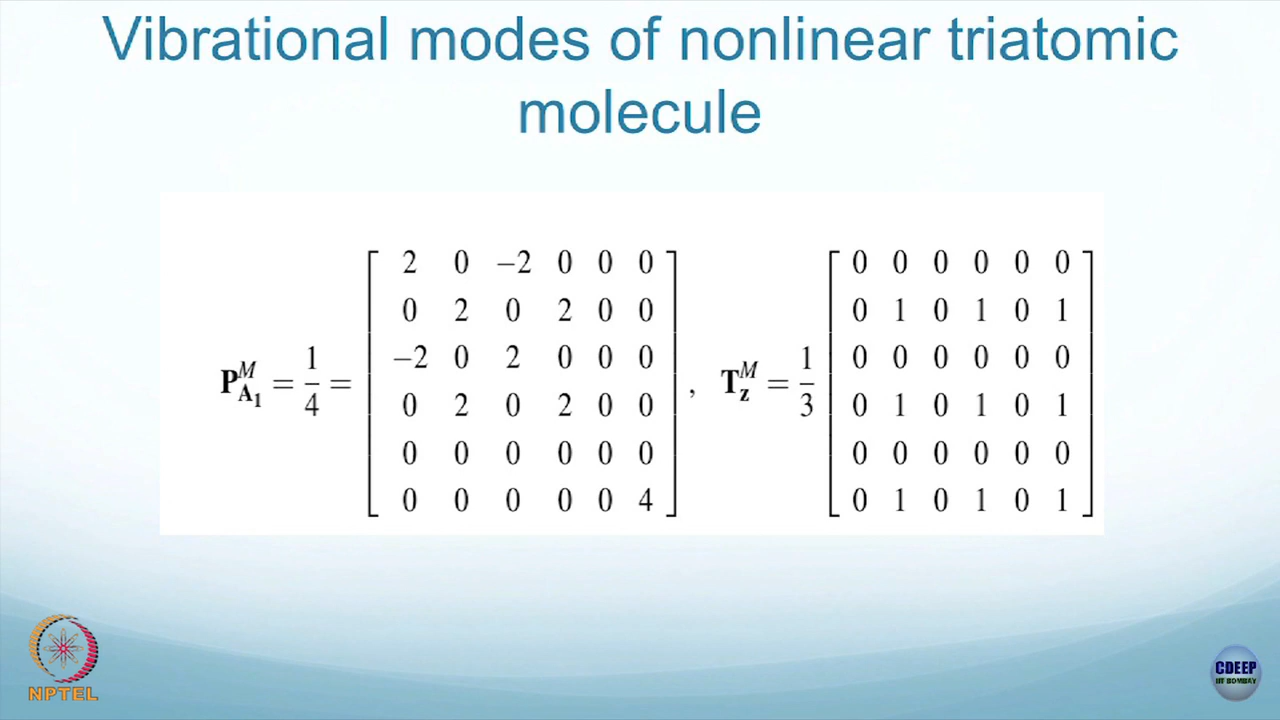 Vibrational modes of nonlinear triatomic
molecule
2 0 −2 0 0 0
0 2 0 2 0 0
−2 0 2 0 0 0
P^M_{A_1} = 1/4 =
0 2 0 2 0 0
0 0 0 0 0 0
0 0 0 0 0 4
,
0 0 0 0 0 0
0 1 0 1 0 1
0 0 0 0 0 0
T^M_z = 1/3
0 1 0 1 0 1
0 0 0 0 0 0
0 1 0 1 0 1
NPTEL
CDEEP
IIT BOMBAY